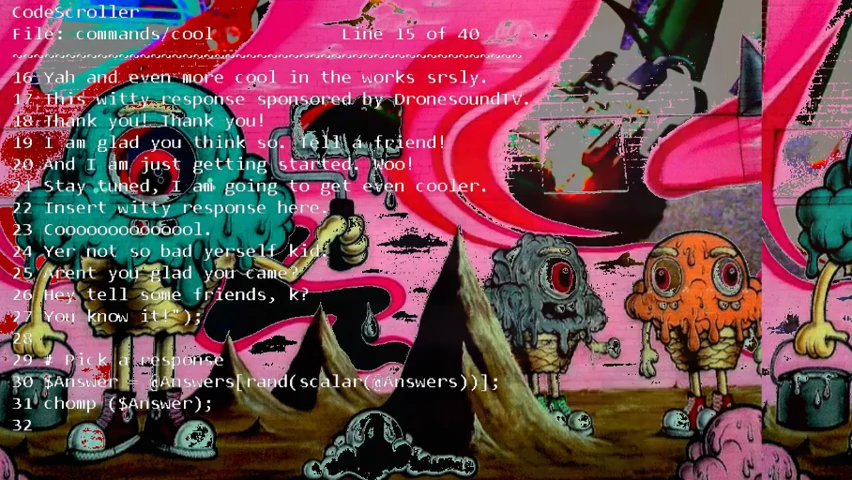 CodeScroller
File: commands/cool Line 15 of 40
~~~~~~~~~~~~~~~~~~~~~~~~~~~~~~~~~~~~~~~~~~~~~~~~~
16 Yah and even more cool in the works srsly.
17 This witty response sponsored by DronesoundTV.
18 Thank you! Thank you!
19 I am glad you think so. Tell a friend!
20 And I am just getting started. Woo!
21 Stay tuned, I am going to get even cooler.
22 Insert witty response here.
23 Cooooooooooooool.
24 Yer not so bad yerself kid.
25 Arent you glad you came?
26 Hey tell some friends, k?
27 You know it!");
28
29 # Pick a response
30 $Answer = @Answers[rand(scalar(@Answers))];
31 chomp ($Answer);
32